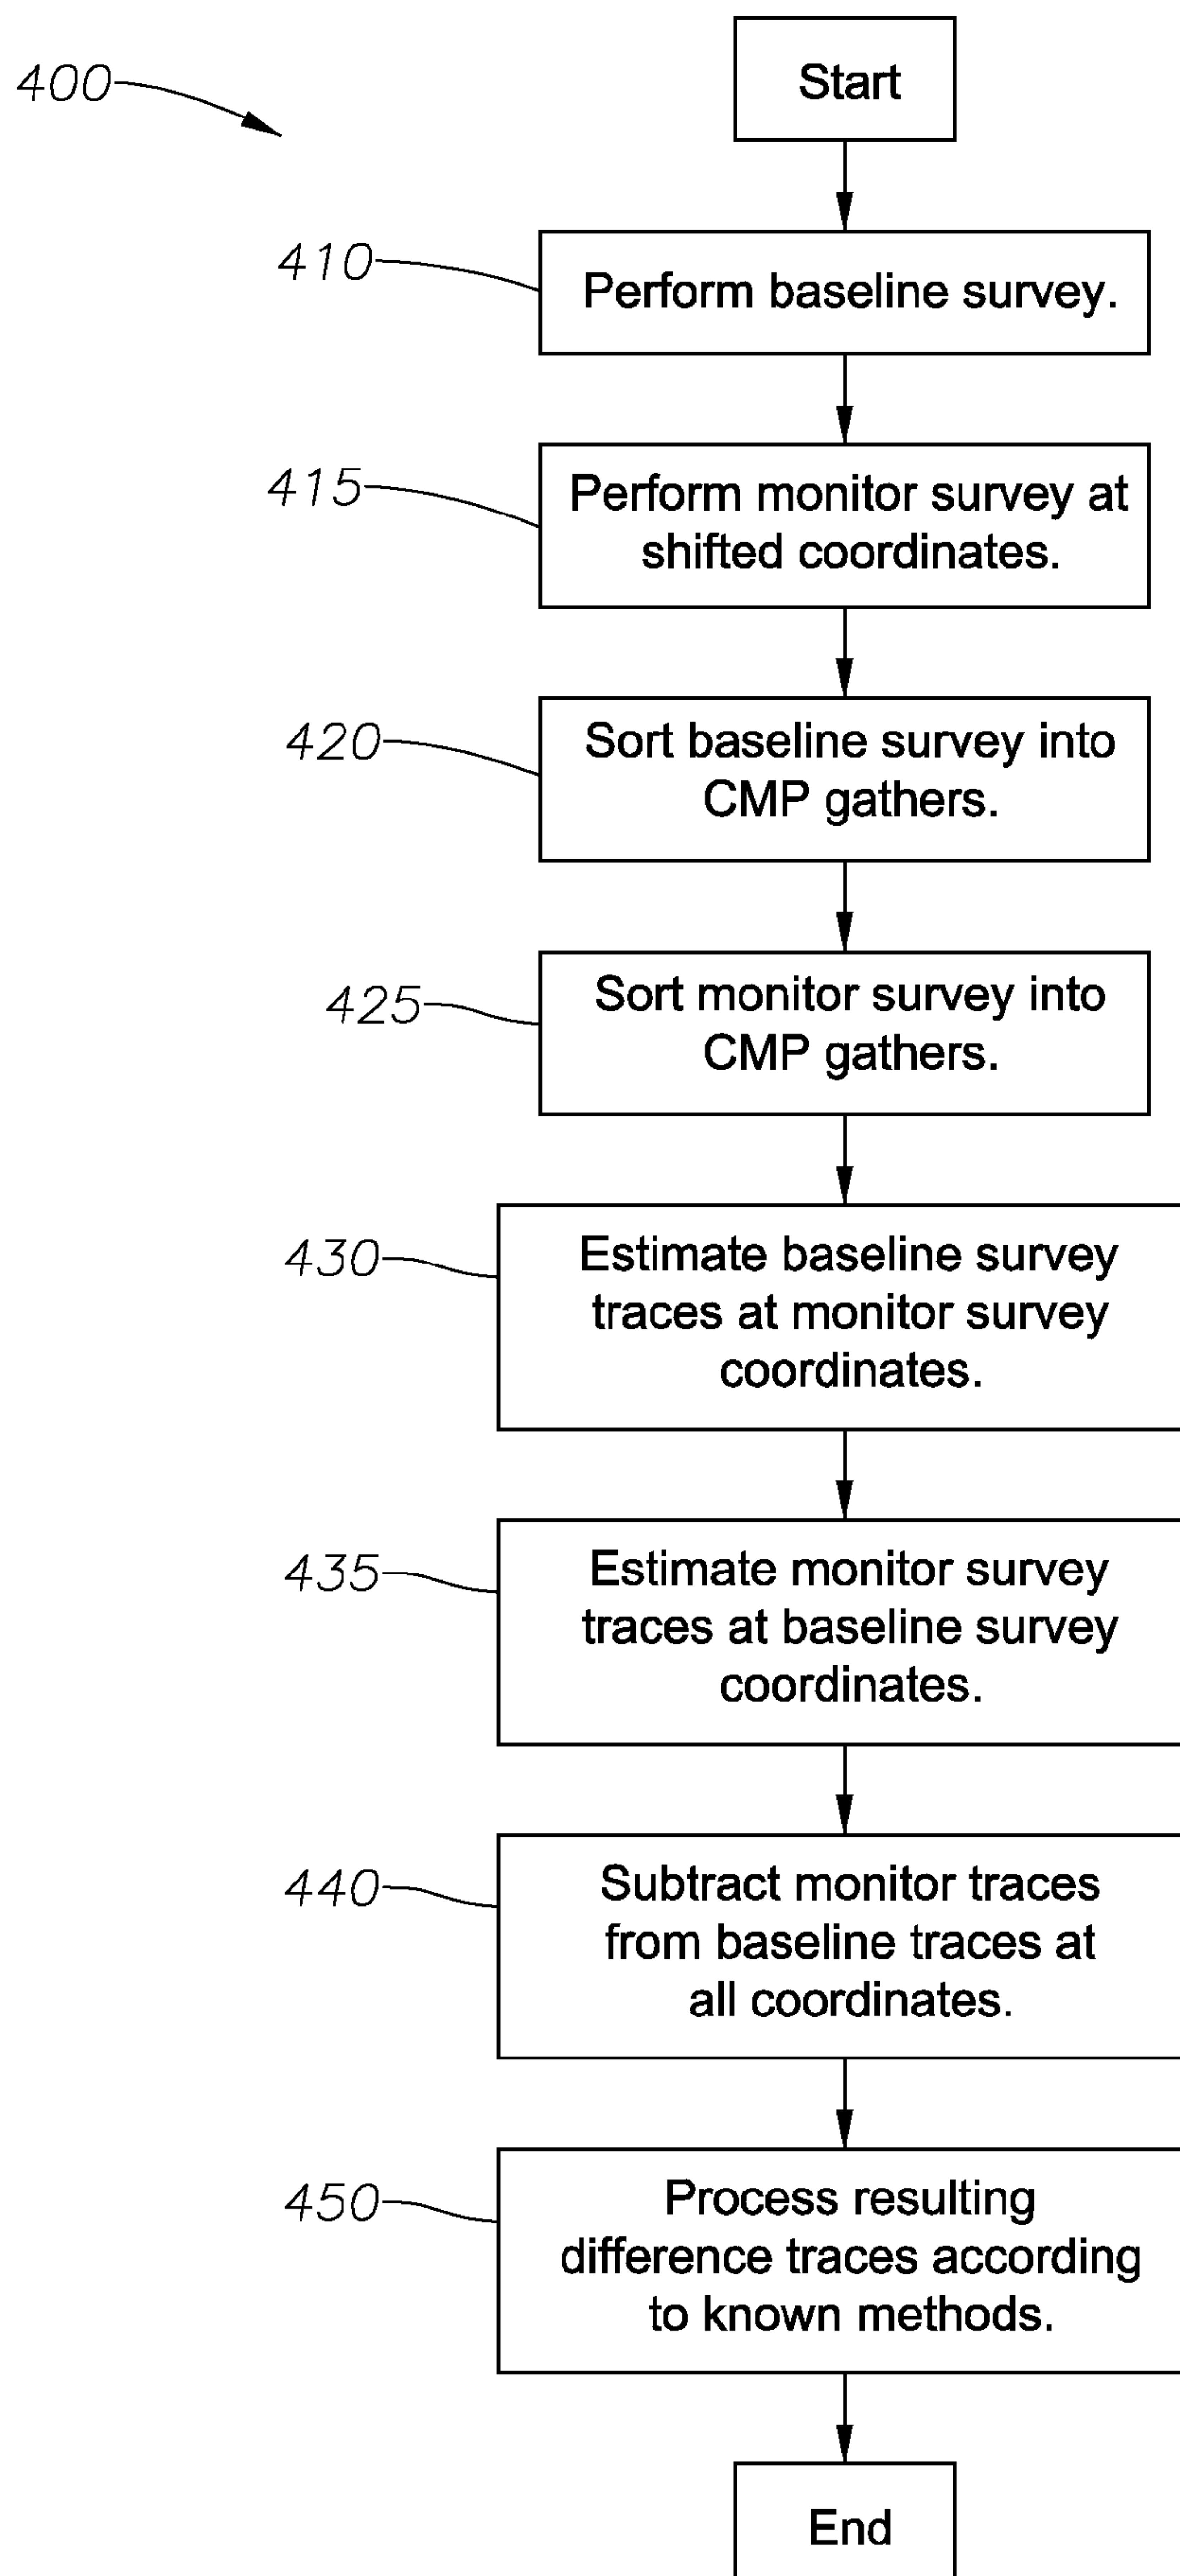 400
Start
410
Perform baseline survey.
415
Perform monitor survey at
shifted coordinates.
420
Sort baseline survey into
CMP gathers.
425
Sort monitor survey into
CMP gathers.
430
Estimate baseline survey
traces at monitor survey
coordinates.
435
Estimate monitor survey
traces at baseline survey
coordinates.
440
Subtract monitor traces
from baseline traces at
all coordinates.
450
Process resulting
difference traces according
to known methods.
End